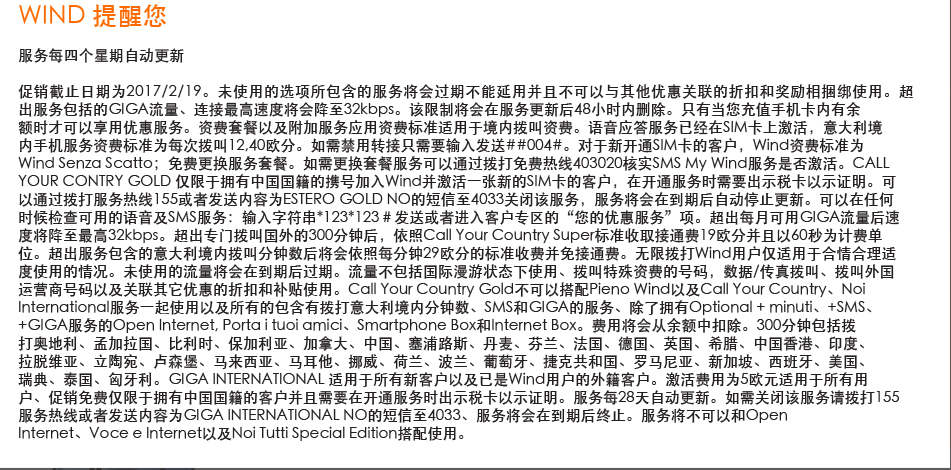 WIND 提醒您
服务每四个星期自动更新
促销截止日期为2017/2/19。未使用的选项所包含的服务将会过期不能延用并且不可以与其他优惠关联的折扣和奖励相捆绑使用。超
出服务包括的GIGA流量、连接最高速度将会降至32kbps。该限制将会在服务更新后48小时内删除。只有当您充值手机卡内有余
额时才可以享用优惠服务。资费套餐以及附加服务应用资费标准适用于境内拨叫资费。语音应答服务已经在SIM卡上激活，意大利境
内手机服务资费标准为每次拨叫12,40欧分。如需禁用转接只需要输入发送##004#。对于新开通SIM卡的客户，Wind资费标准为
Wind Senza Scatto；免费更换服务套餐。如需更换套餐服务可以通过拨打免费热线403020核实SMS My Wind服务是否激活。CALL
YOUR CONTRY GOLD 仅限于拥有中国国籍的携号加入Wind并激活一张新的SIM卡的客户，在开通服务时需要出示税卡以示证明。可
以通过拨打服务热线155或者发送内容为ESTERO GOLD NO的短信至4033关闭该服务，服务将会在到期后自动停止更新。可以在任何
时候检查可用的语音及SMS服务：输入字符串*123*123＃发送或者进入客户专区的“您的优惠服务”项。超出每月可用GIGA流量后速
度将降至最高32kbps。超出专门拨叫国外的300分钟后，依照Call Your Country Super标准收取接通费19欧分并且以60秒为计费单
位。超出服务包含的意大利境内拨叫分钟数后将会依照每分钟29欧分的标准收费并免接通费。无限拨打Wind用户仅适用于合情合理适
度使用的情况。未使用的流量将会在到期后过期。流量不包括国际漫游状态下使用、拨叫特殊资费的号码，数据/传真拨叫、拨叫外国
运营商号码以及关联其它优惠的折扣和补贴使用。Call Your Country Gold不可以搭配Pieno Wind以及Call Your Country、Noi
International服务一起使用以及所有的包含有拨打意大利境内分钟数、SMS和GIGA的服务、除了拥有Optional + minuti、+SMS、
+GIGA服务的Open Internet, Porta i tuoi amici、Smartphone Box和Internet Box。费用将会从余额中扣除。300分钟包括拨
打奥地利、孟加拉国、比利时、保加利亚、加拿大、中国、塞浦路斯、丹麦、芬兰、法国、德国、英国、希腊、中国香港、印度、
拉脱维亚、立陶宛、卢森堡、马来西亚、马耳他、挪威、荷兰、波兰、葡萄牙、捷克共和国、罗马尼亚、新加坡、西班牙、美国、
瑞典、泰国、匈牙利。GIGA INTERNATIONAL 适用于所有新客户以及已是Wind用户的外籍客户。激活费用为5欧元适用于所有用
户、促销免费仅限于拥有中国国籍的客户并且需要在开通服务时出示税卡以示证明。服务每28天自动更新。如需关闭该服务请拨打155
服务热线或者发送内容为GIGA INTERNATIONAL NO的短信至4033、服务将会在到期后终止。服务将不可以和Open
Internet、Voce e Internet以及Noi Tutti Special Edition搭配使用。